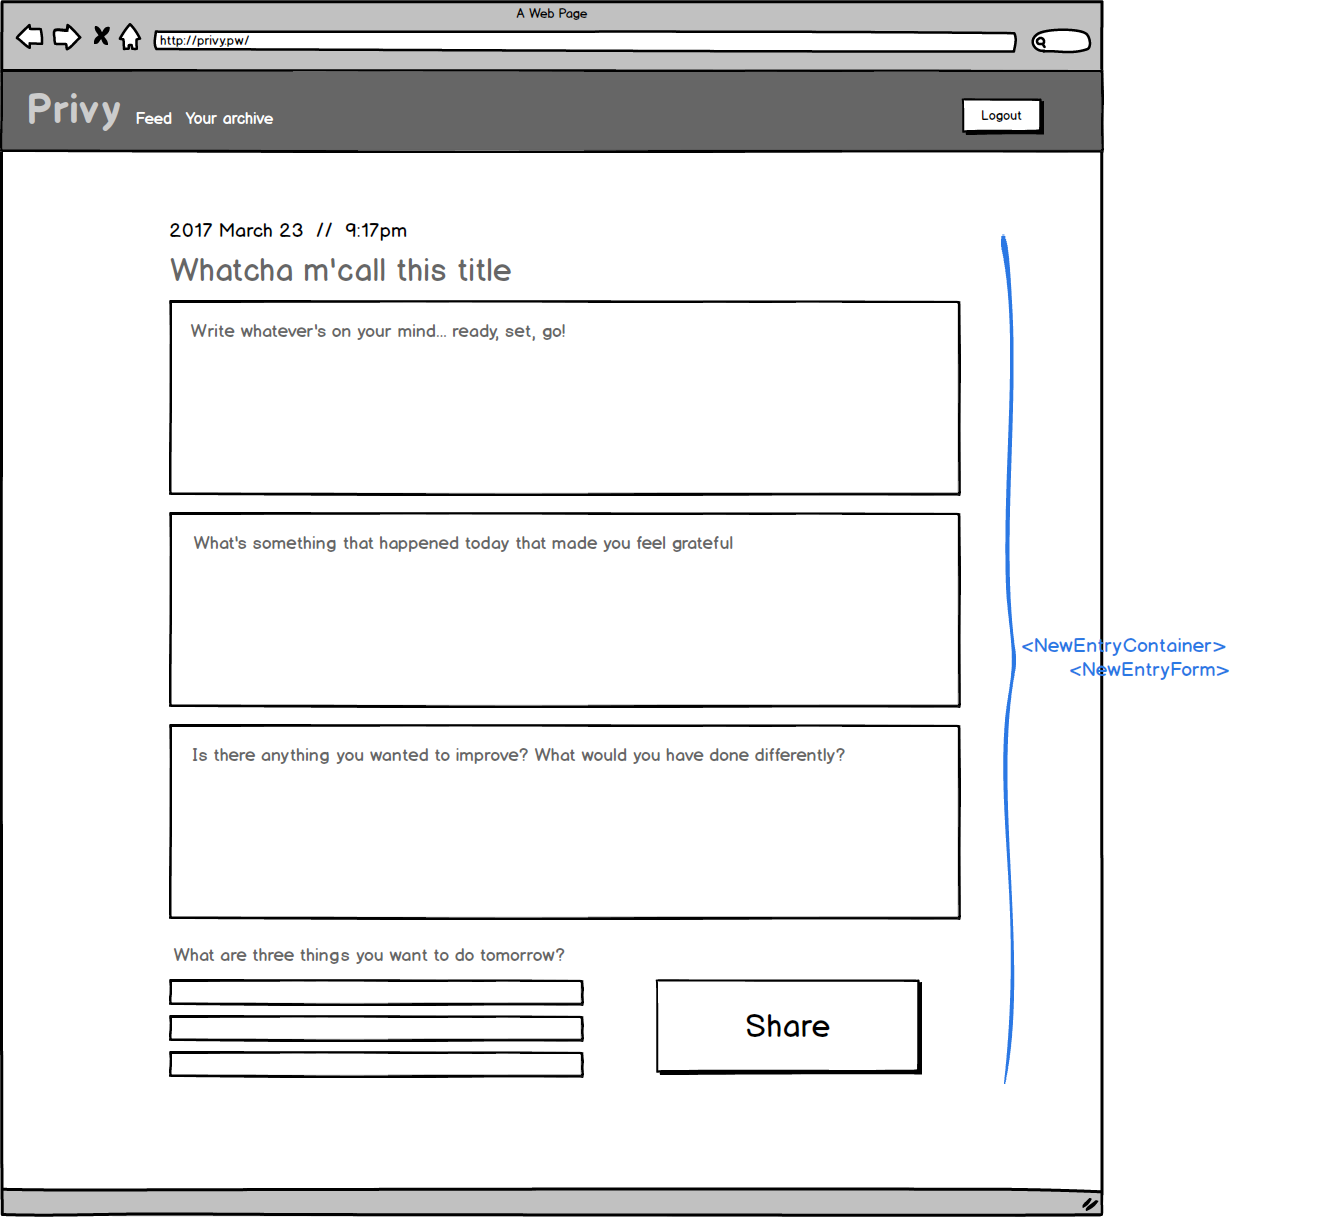 A Web Page
http://privy.pw/
Privy Feed Your archive Logout
2017 March 23 // 9:17pm
Whatcha m'call this title
Write whatever's on your mind... ready, set, go!
What's something that happened today that made you feel grateful
<NewEntryContainer>
<NewEntryForm>
Is there anything you wanted to improve? What would you have done differently?
What are three things you want to do tomorrow?
Share